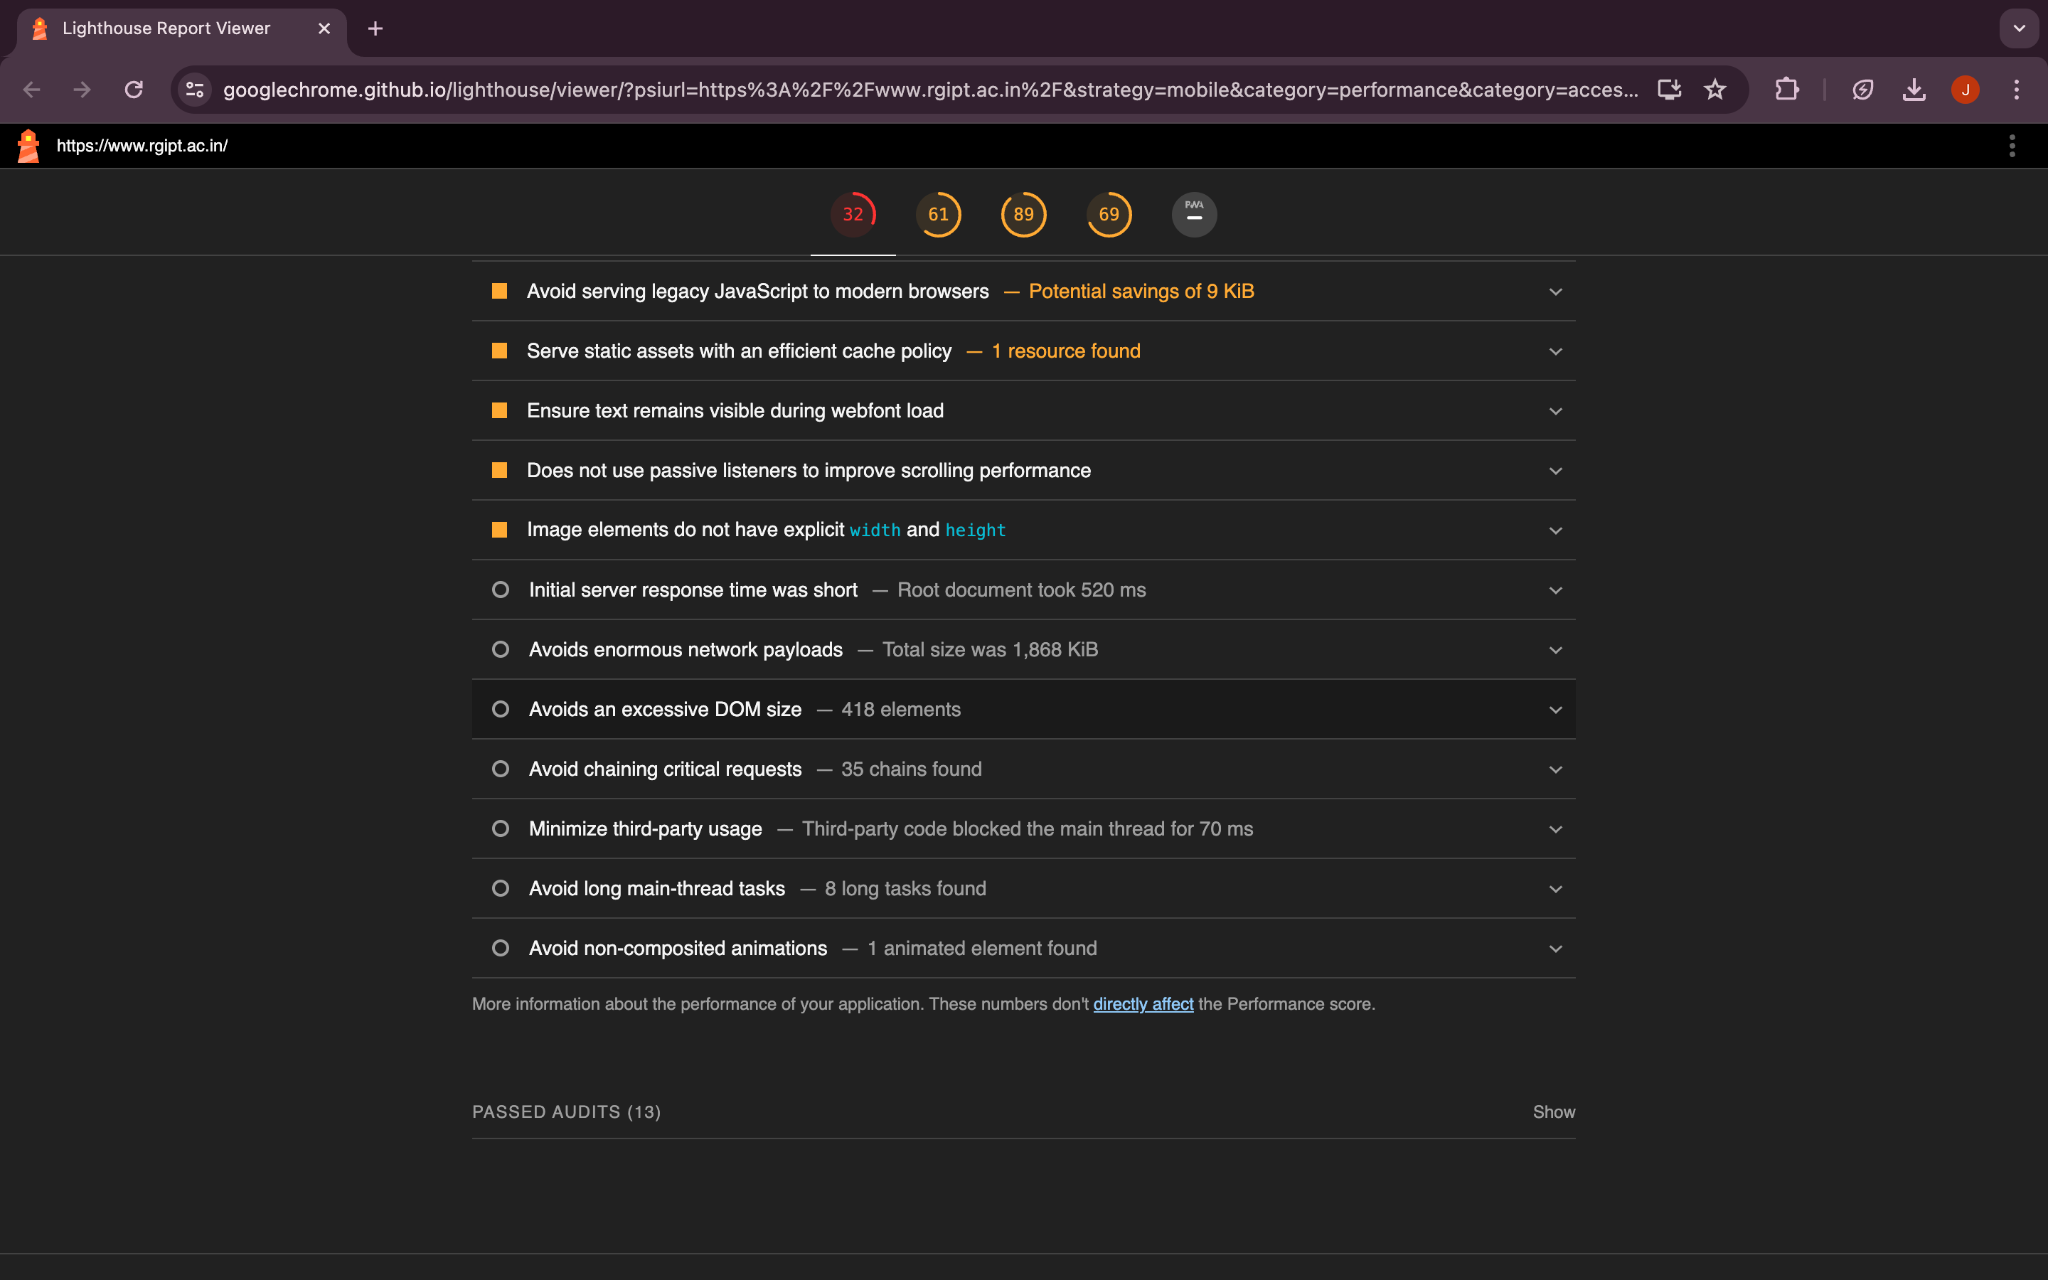 Lighthouse Report Viewer
googlechrome.github.io/lighthouse/viewer/?psiurl=https%3A%2F%2Fwww.rgipt.ac.in%2F&strategy=mobile&category=performance&category=acces...
J
https://www.rgipt.ac.in/
32 61 89 69 PWA
Avoid serving legacy JavaScript to modern browsers — Potential savings of 9 KiB
Serve static assets with an efficient cache policy — 1 resource found
Ensure text remains visible during webfont load
Does not use passive listeners to improve scrolling performance
Image elements do not have explicit width and height
Initial server response time was short — Root document took 520 ms
Avoids enormous network payloads — Total size was 1,868 KiB
Avoids an excessive DOM size — 418 elements
Avoid chaining critical requests — 35 chains found
Minimize third-party usage — Third-party code blocked the main thread for 70 ms
Avoid long main-thread tasks — 8 long tasks found
Avoid non-composited animations — 1 animated element found
More information about the performance of your application. These numbers don't directly affect the Performance score.
PASSED AUDITS (13) Show